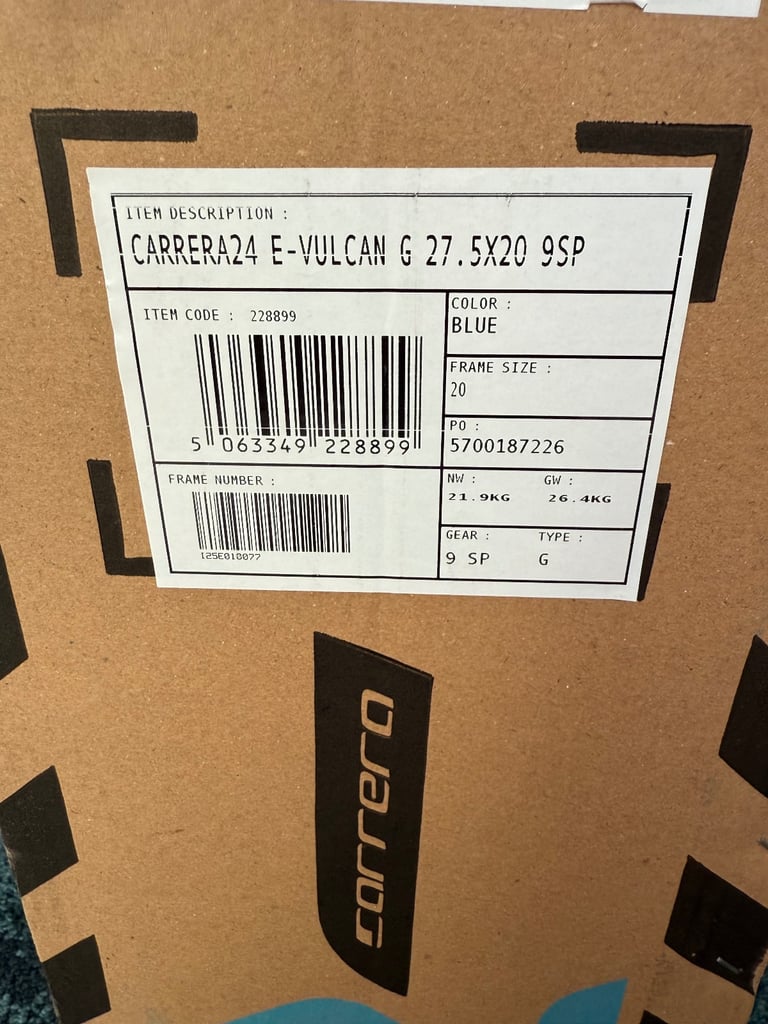 ITEM DESCRIPTION :
CARRERA24 E-VULCAN G 27.5X20 9SP
ITEM CODE : 228899
5 063349 228899
COLOR :
BLUE
FRAME SIZE :
20
PO :
5700187226
FRAME NUMBER :
I25E010077
NW : GW :
21.9KG 26.4KG
GEAR : TYPE :
9 SP G
carrera